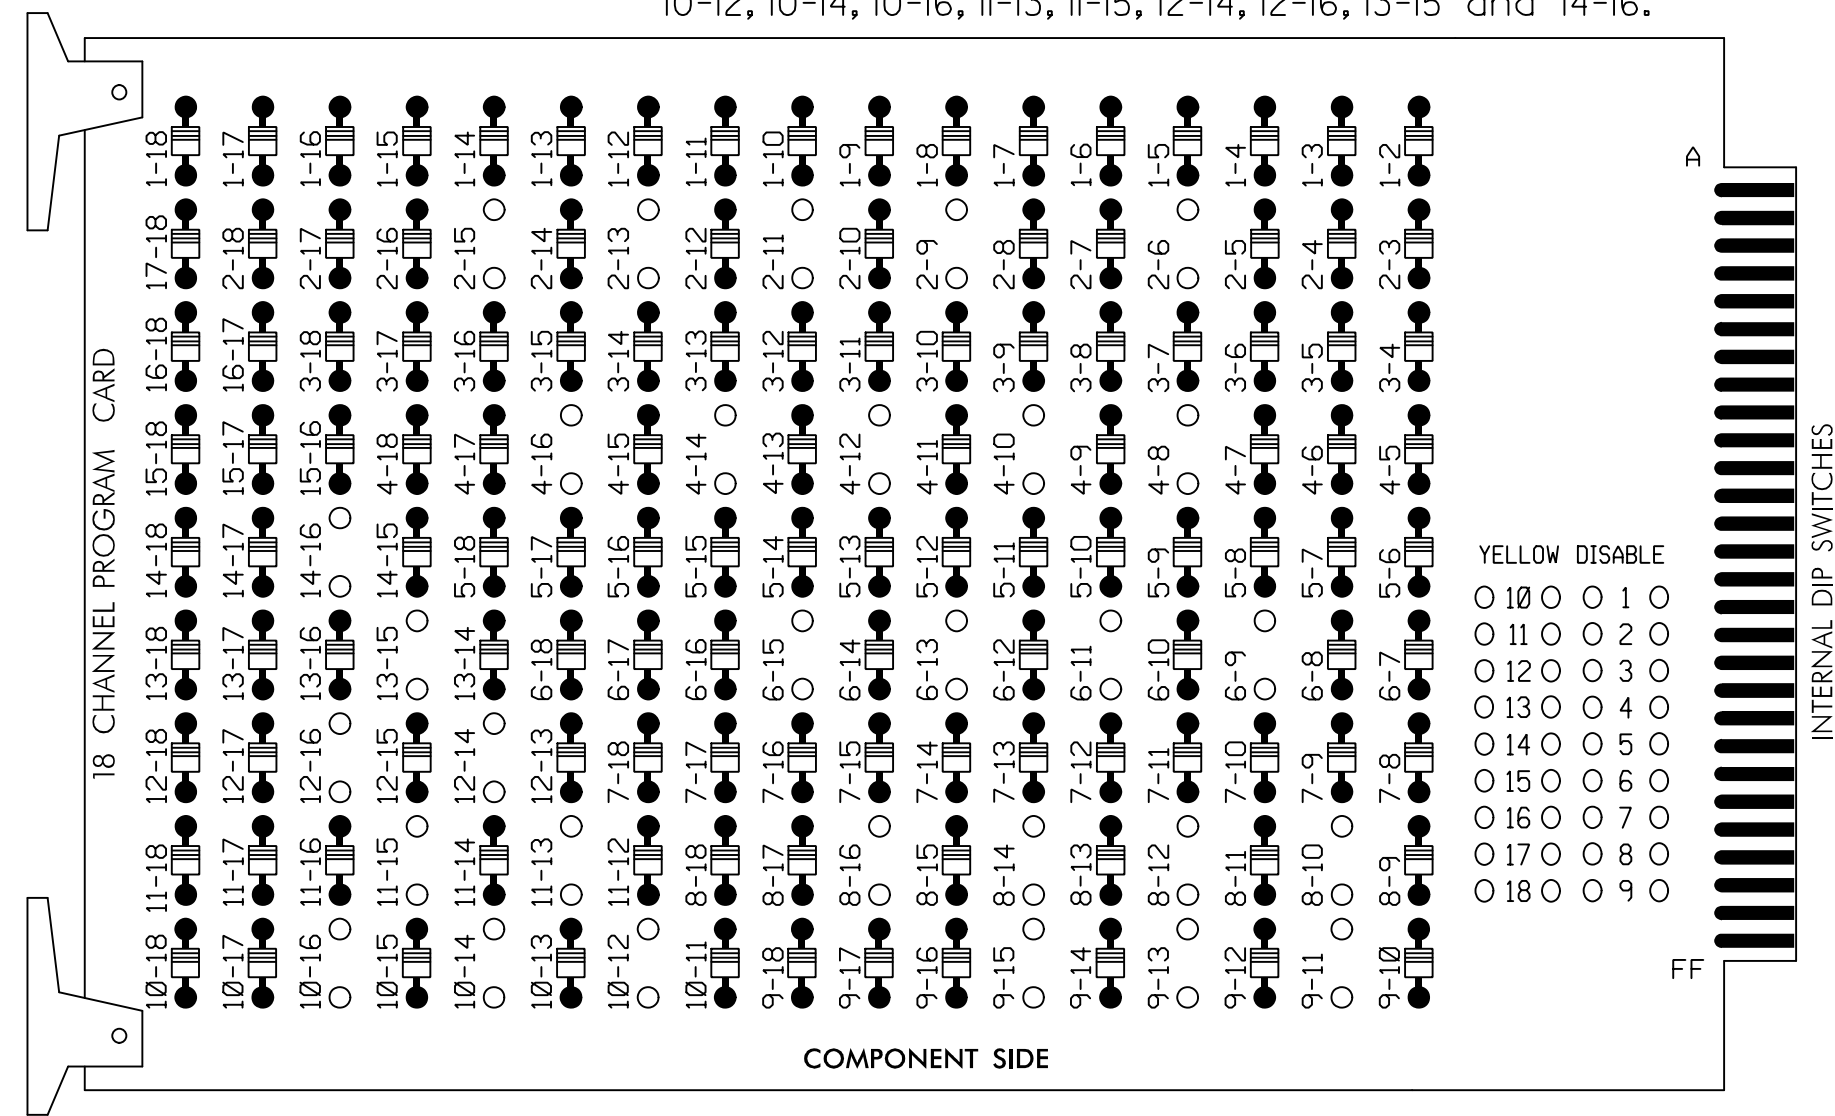 10-12, 10-14, 10-16, 11-13, 11-15, 12-14, 12-16, 13-15 and 14-16.
1-18 1-17 1-16 1-15 1-14 1-13 1-12 1-11 1-10 1-9 1-8 1-7 1-6 1-5 1-4 1-3 1-2
A
17-18 2-18 2-17 2-16 2-15 2-14 2-13 2-12 2-11 2-10 2-9 2-8 2-7 2-6 2-5 2-4 2-3
16-18 16-17 3-18 3-17 3-16 3-15 3-14 3-13 3-12 3-11 3-10 3-9 3-8 3-7 3-6 3-5 3-4
15-18 15-17 15-16 4-18 4-17 4-16 4-15 4-14 4-13 4-12 4-11 4-10 4-9 4-8 4-7 4-6 4-5
14-18 14-17 14-16 14-15 5-18 5-17 5-16 5-15 5-14 5-13 5-12 5-11 5-10 5-9 5-8 5-7 5-6
13-18 13-17 13-16 13-15 13-14 6-18 6-17 6-16 6-15 6-14 6-13 6-12 6-11 6-10 6-9 6-8 6-7
12-18 12-17 12-16 12-15 12-14 12-13 7-18 7-17 7-16 7-15 7-14 7-13 7-12 7-11 7-10 7-9 7-8
11-18 11-17 11-16 11-15 11-14 11-13 11-12 8-18 8-17 8-16 8-15 8-14 8-13 8-12 8-11 8-10 8-9
10-18 10-17 10-16 10-15 10-14 10-13 10-12 10-11 9-18 9-17 9-16 9-15 9-14 9-13 9-12 9-11 9-10
18 CHANNEL PROGRAM CARD
YELLOW DISABLE
10 1
11 2
12 3
13 4
14 5
15 6
16 7
17 8
18 9
FF
INTERNAL DIP SWITCHES
COMPONENT SIDE